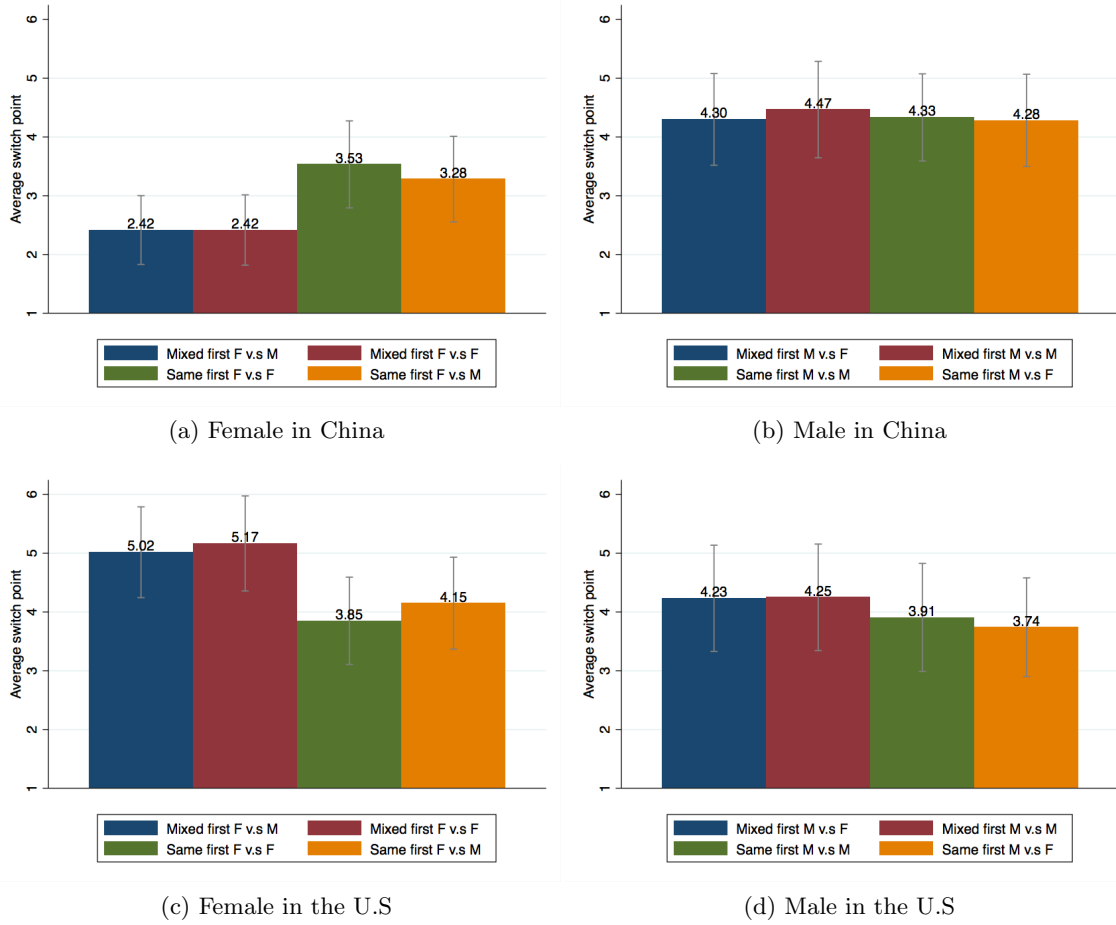 6
5
4
3
2
1
Average switch point
2.42
2.42
3.53
3.28
Mixed first F v.s M
Mixed first F v.s F
Same first F v.s F
Same first F v.s M
(a) Female in China
6
5
4
3
2
1
Average switch point
4.30
4.47
4.33
4.28
Mixed first M v.s F
Mixed first M v.s M
Same first M v.s M
Same first M v.s F
(b) Male in China
6
5
4
3
2
1
Average switch point
5.02
5.17
3.85
4.15
Mixed first F v.s M
Mixed first F v.s F
Same first F v.s F
Same first F v.s M
(c) Female in the U.S
6
5
4
3
2
1
Average switch point
4.23
4.25
3.91
3.74
Mixed first M v.s F
Mixed first M v.s M
Same first M v.s M
Same first M v.s F
(d) Male in the U.S